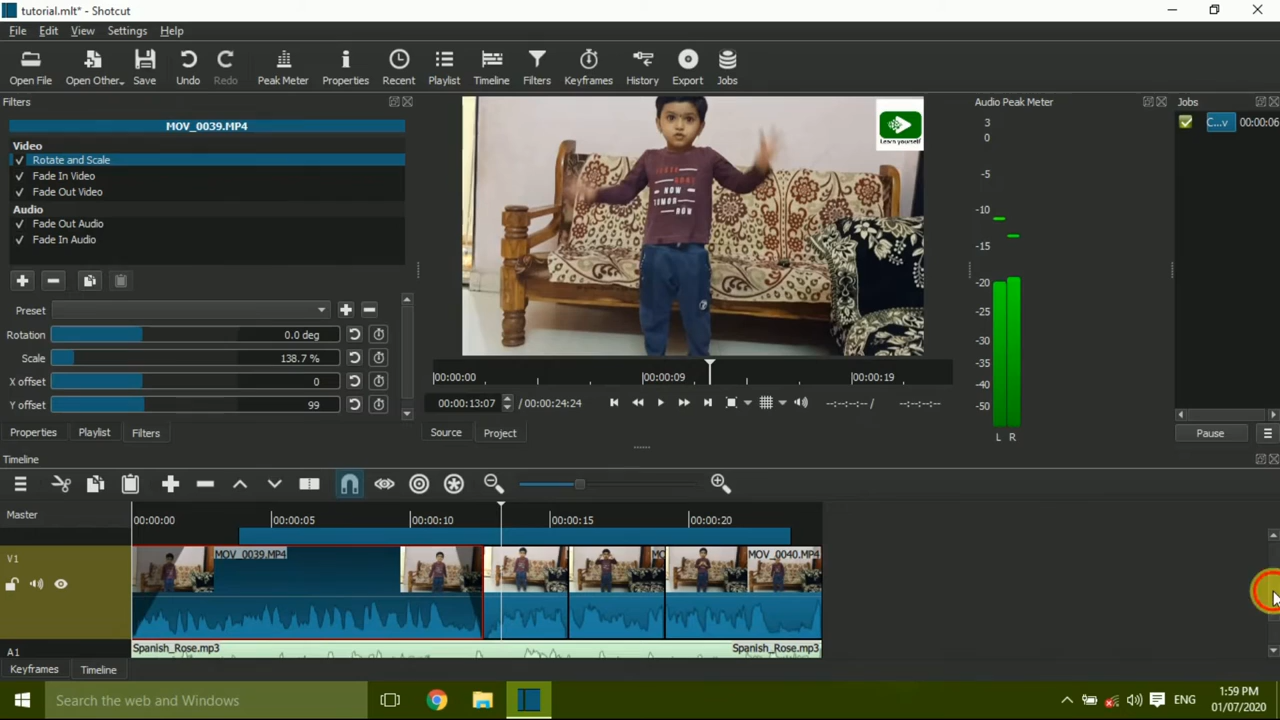 tutorial.mlt* - Shotcut
File Edit View Settings Help
Open File Open Other.. Save Undo Redo Peak Meter Properties Recent Playlist Timeline Filters Keyframes History Export Jobs
Filters
MOV_0039.MP4
Video
Rotate and Scale
Fade In Video
Fade Out Video
Audio
Fade Out Audio
Fade In Audio
Preset
Rotation 0.0 deg
Scale 138.7 %
X offset 0
Y offset 99
Properties Playlist Filters
Learn yourself
NOW
NOW
|00:00:00 |00:00:09 |00:00:19
00:00:13:07 / 00:00:24:24 --:--:--:-- / --:--:--:--
Source Project
Audio Peak Meter
3
0
-5
-10
-15
-20
-25
-30
-35
-40
-50
L R
Jobs
C...v 00:00:06
Pause
Timeline
Master
00:00:00 |00:00:05 |00:00:10 |00:00:15 |00:00:20
V1
MOV_0039.MP4 MC MOV_0040.MP4
A1
Spanish_Rose.mp3 Spanish_Rose.mp3
Keyframes Timeline
Search the web and Windows
ENG
1:59 PM
01/07/2020